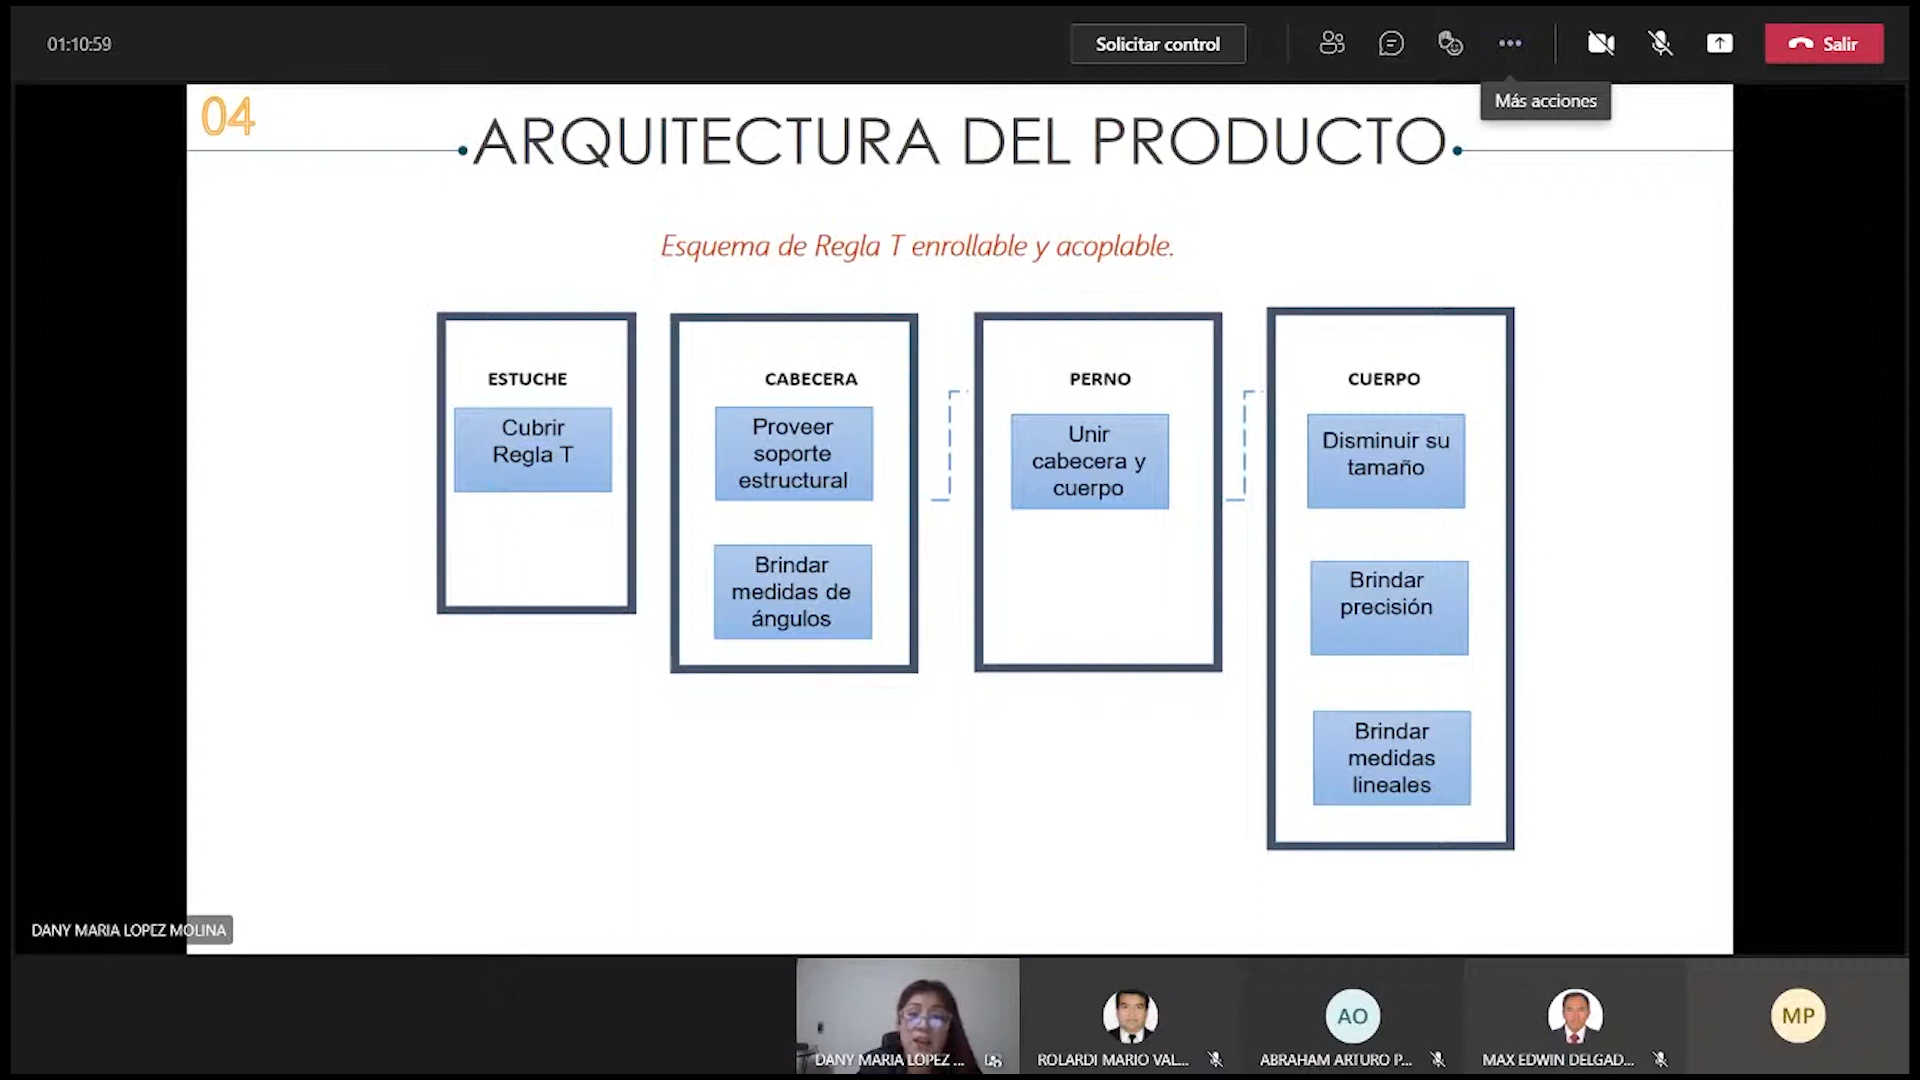 01:10:59
Solicitar control
Salir
Más acciones
04
ARQUITECTURA DEL PRODUCTO
Esquema de Regla T enrollable y acoplable.
ESTUCHE
Cubrir
Regla T
CABECERA
Proveer
soporte
estructural
Brindar
medidas de
ángulos
PERNO
Unir
cabecera y
cuerpo
CUERPO
Disminuir su
tamaño
Brindar
precisión
Brindar
medidas
lineales
DANY MARIA LOPEZ MOLINA
DANY MARIA LOPEZ ...
ROLARDI MARIO VAL...
AO
ABRAHAM ARTURO P...
MAX EDWIN DELGAD...
MP